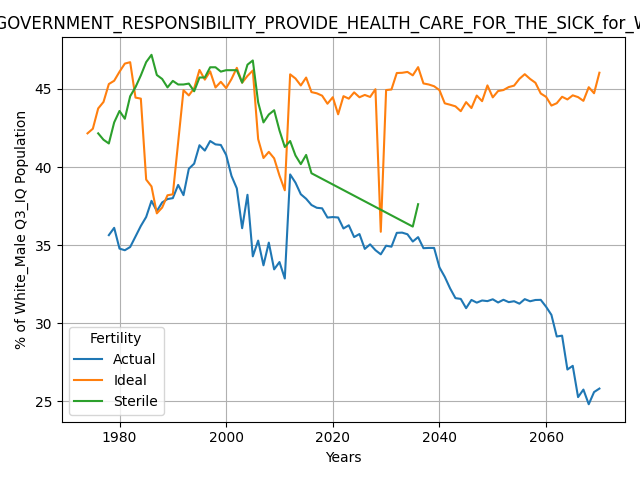 GOVERNMENT_RESPONSIBILITY_PROVIDE_HEALTH_CARE_FOR_THE_SICK_for_
% of White_Male Q3_IQ Population
45
40
35
30
25
Fertility
Actual
Ideal
Sterile
1980 2000 2020 2040 2060
Years